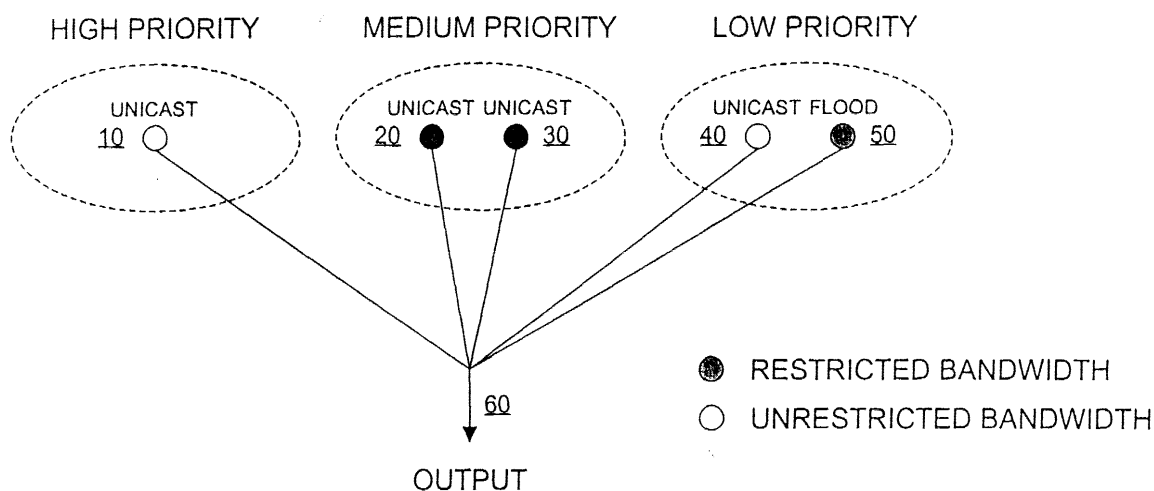 HIGH PRIORITY MEDIUM PRIORITY LOW PRIORITY
UNICAST UNICAST UNICAST UNICAST FLOOD
10 20 30 40 50
RESTRICTED BANDWIDTH
60 UNRESTRICTED BANDWIDTH
OUTPUT